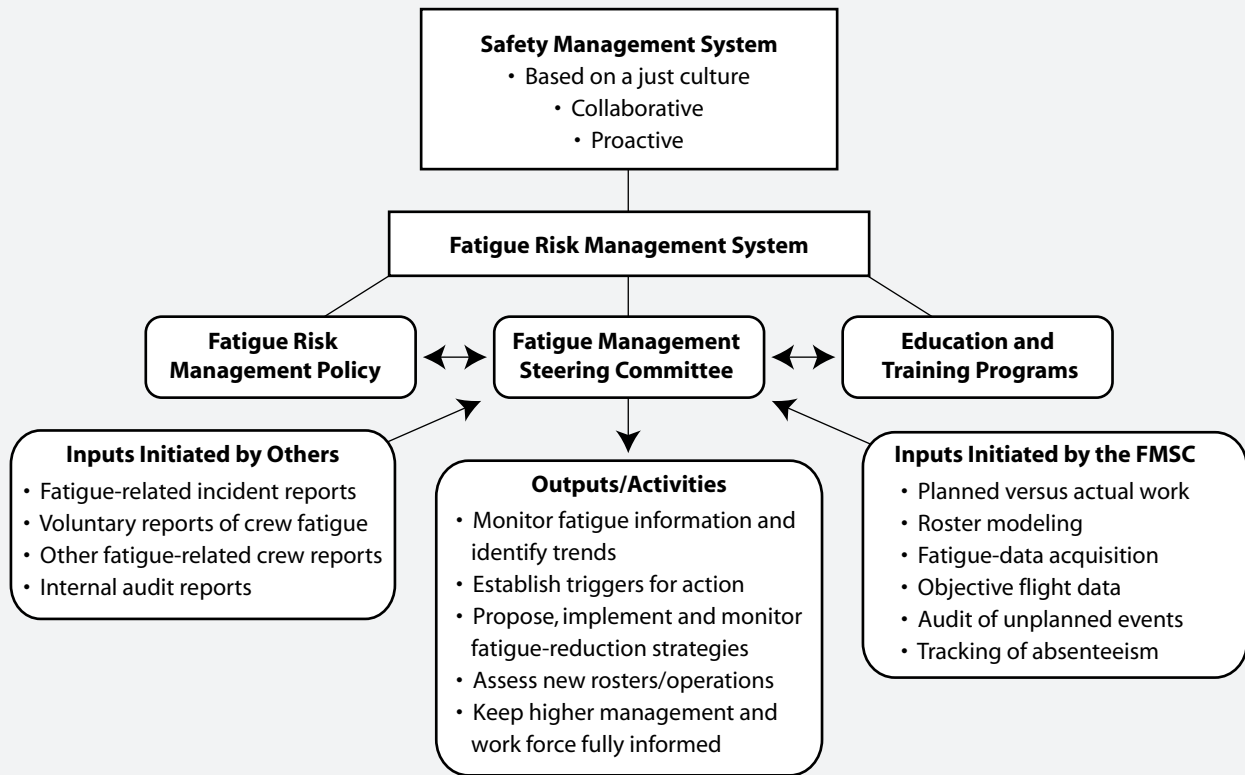 Safety Management System
• Based on a just culture
• Collaborative
• Proactive
Fatigue Risk Management System
Fatigue Risk
Management Policy
Fatigue Management
Steering Committee
Education and
Training Programs
Inputs Initiated by Others
• Fatigue-related incident reports
• Voluntary reports of crew fatigue
• Other fatigue-related crew reports
• Internal audit reports
Outputs/Activities
• Monitor fatigue information and
identify trends
• Establish triggers for action
• Propose, implement and monitor
fatigue-reduction strategies
• Assess new rosters/operations
• Keep higher management and
work force fully informed
Inputs Initiated by the FMSC
• Planned versus actual work
• Roster modeling
• Fatigue-data acquisition
• Objective flight data
• Audit of unplanned events
• Tracking of absenteeism